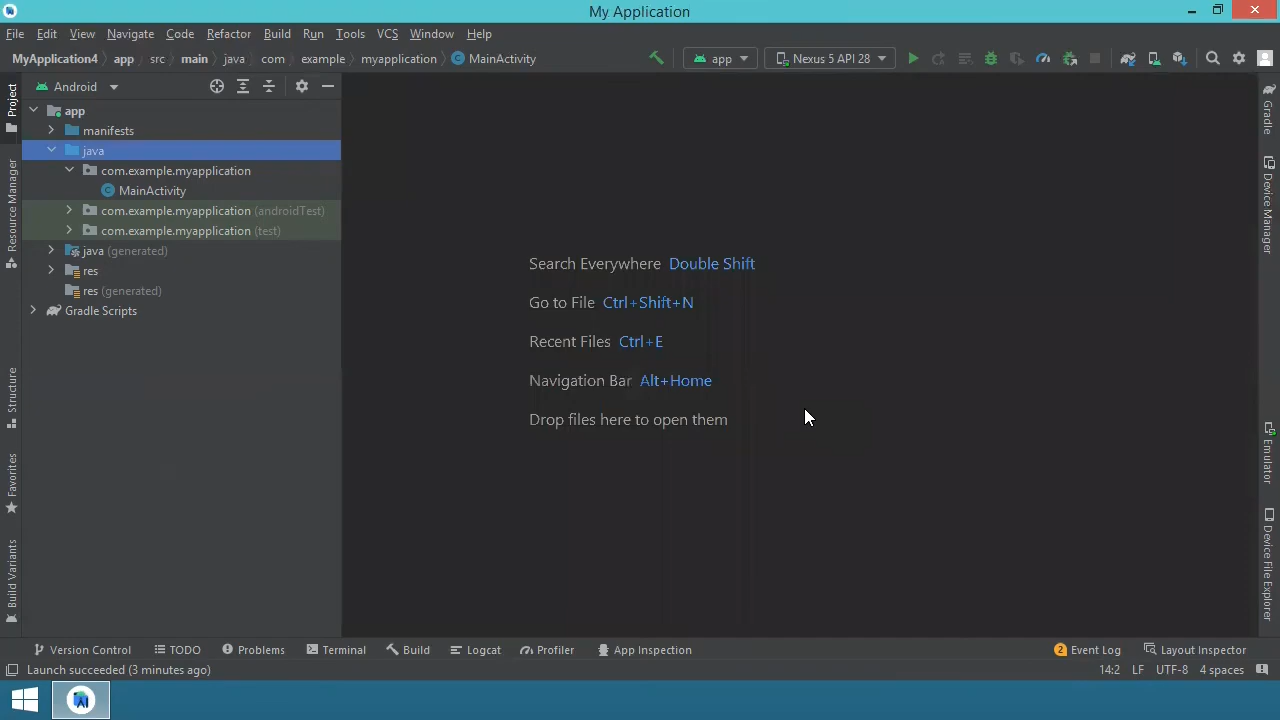 My Application
File Edit View Navigate Code Refactor Build Run Tools VCS Window Help
MyApplication4 app src main java com example myapplication MainActivity app Nexus 5 API 28
Project
Android
app
manifests
java
com.example.myapplication
MainActivity
com.example.myapplication (androidTest)
com.example.myapplication (test)
java (generated)
res
res (generated)
Gradle Scripts
Resource Manager
Structure
Favorites
Build Variants
Search Everywhere Double Shift
Go to File Ctrl+Shift+N
Recent Files Ctrl+E
Navigation Bar Alt+Home
Drop files here to open them
Gradle
Device Manager
Emulator
Device File Explorer
Version Control TODO Problems Terminal Build Logcat Profiler App Inspection 2 Event Log Layout Inspector
Launch succeeded (3 minutes ago) 14:2 LF UTF-8 4 spaces